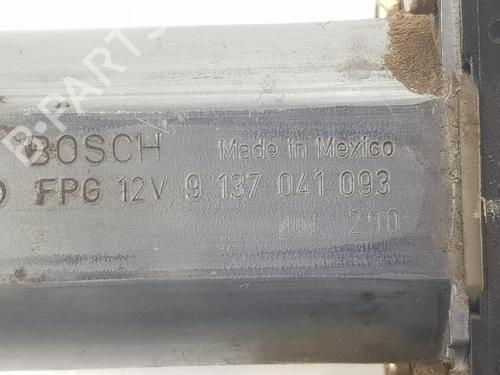 BOSCH Made in Mexico
FPG 12V 9 137 041 093
290
B-PARTS